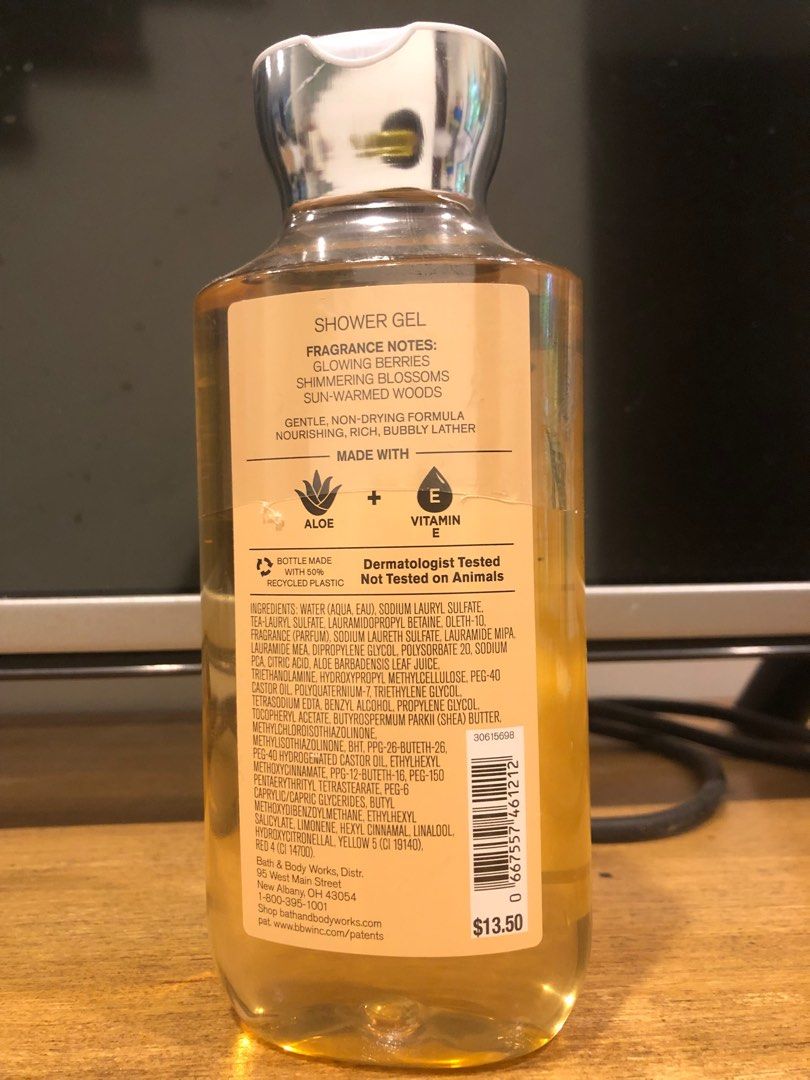 SHOWER GEL
FRAGRANCE NOTES:
GLOWING BERRIES
SHIMMERING BLOSSOMS
SUN-WARMED WOODS
GENTLE, NON-DRYING FORMULA
NOURISHING, RICH, BUBBLY LATHER
MADE WITH
ALOE
+
E
VITAMIN
E
BOTTLE MADE
WITH 50%
RECYCLED PLASTIC
Dermatologist Tested
Not Tested on Animals
INGREDIENTS: WATER (AQUA, EAU), SODIUM LAURYL SULFATE,
TEA-LAURYL SULFATE, LAURAMIDOPROPYL BETAINE, OLETH-10,
FRAGRANCE (PARFUM), SODIUM LAURETH SULFATE, LAURAMIDE MIPA,
LAURAMIDE MEA, DIPROPYLENE GLYCOL, POLYSORBATE 20, SODIUM
PCA, CITRIC ACID, ALOE BARBADENSIS LEAF JUICE,
TRIETHANOLAMINE, HYDROXYPROPYL METHYLCELLULOSE, PEG-40
CASTOR OIL, POLYQUATERNIUM-7, TRIETHYLENE GLYCOL,
TETRASODIUM EDTA, BENZYL ALCOHOL, PROPYLENE GLYCOL,
TOCOPHERYL ACETATE, BUTYROSPERMUM PARKII (SHEA) BUTTER,
METHYLCHLOROISOTHIAZOLINONE,
METHYLISOTHIAZOLINONE, BHT, PPG-26-BUTETH-26,
PEG-40 HYDROGENATED CASTOR OIL, ETHYLHEXYL
METHOXYCINNAMATE, PPG-12-BUTETH-16, PEG-150
PENTAERYTHRITYL TETRASTEARATE, PEG-6
CAPRYLIC/CAPRIC GLYCERIDES, BUTYL
METHOXYDIBENZOYLMETHANE, ETHYLHEXYL
SALICYLATE, LIMONENE, HEXYL CINNAMAL, LINALOOL,
HYDROXYCITRONELLAL, YELLOW 5 (CI 19140),
RED 4 (CI 14700).
Bath & Body Works, Distr.
95 West Main Street
New Albany, OH 43054
1-800-395-1001
Shop bathandbodyworks.com
pat. www.bbwinc.com/patents
30615698
0 667557 461212
$13.50